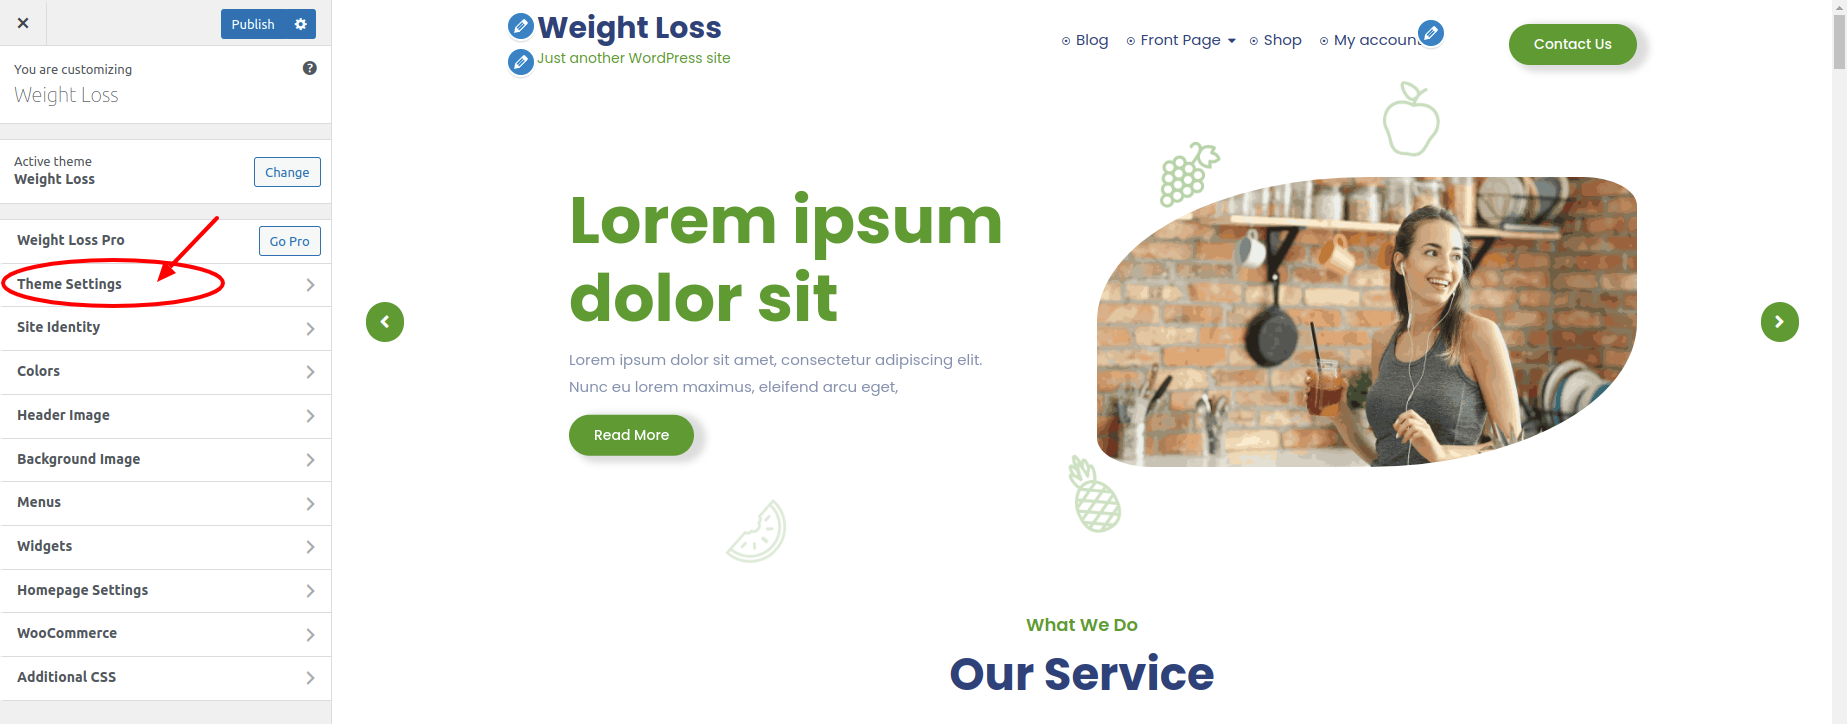 Publish
You are customizing
Weight Loss
Active theme
Weight Loss
Change
Weight Loss Pro
Go Pro
Theme Settings
Site Identity
Colors
Header Image
Background Image
Menus
Widgets
Homepage Settings
WooCommerce
Additional CSS
Weight Loss
Just another WordPress site
Blog
Front Page
Shop
My account
Contact Us
Lorem ipsum
dolor sit
Lorem ipsum dolor sit amet, consectetur adipiscing elit.
Nunc eu lorem maximus, eleifend arcu eget,
Read More
What We Do
Our Service